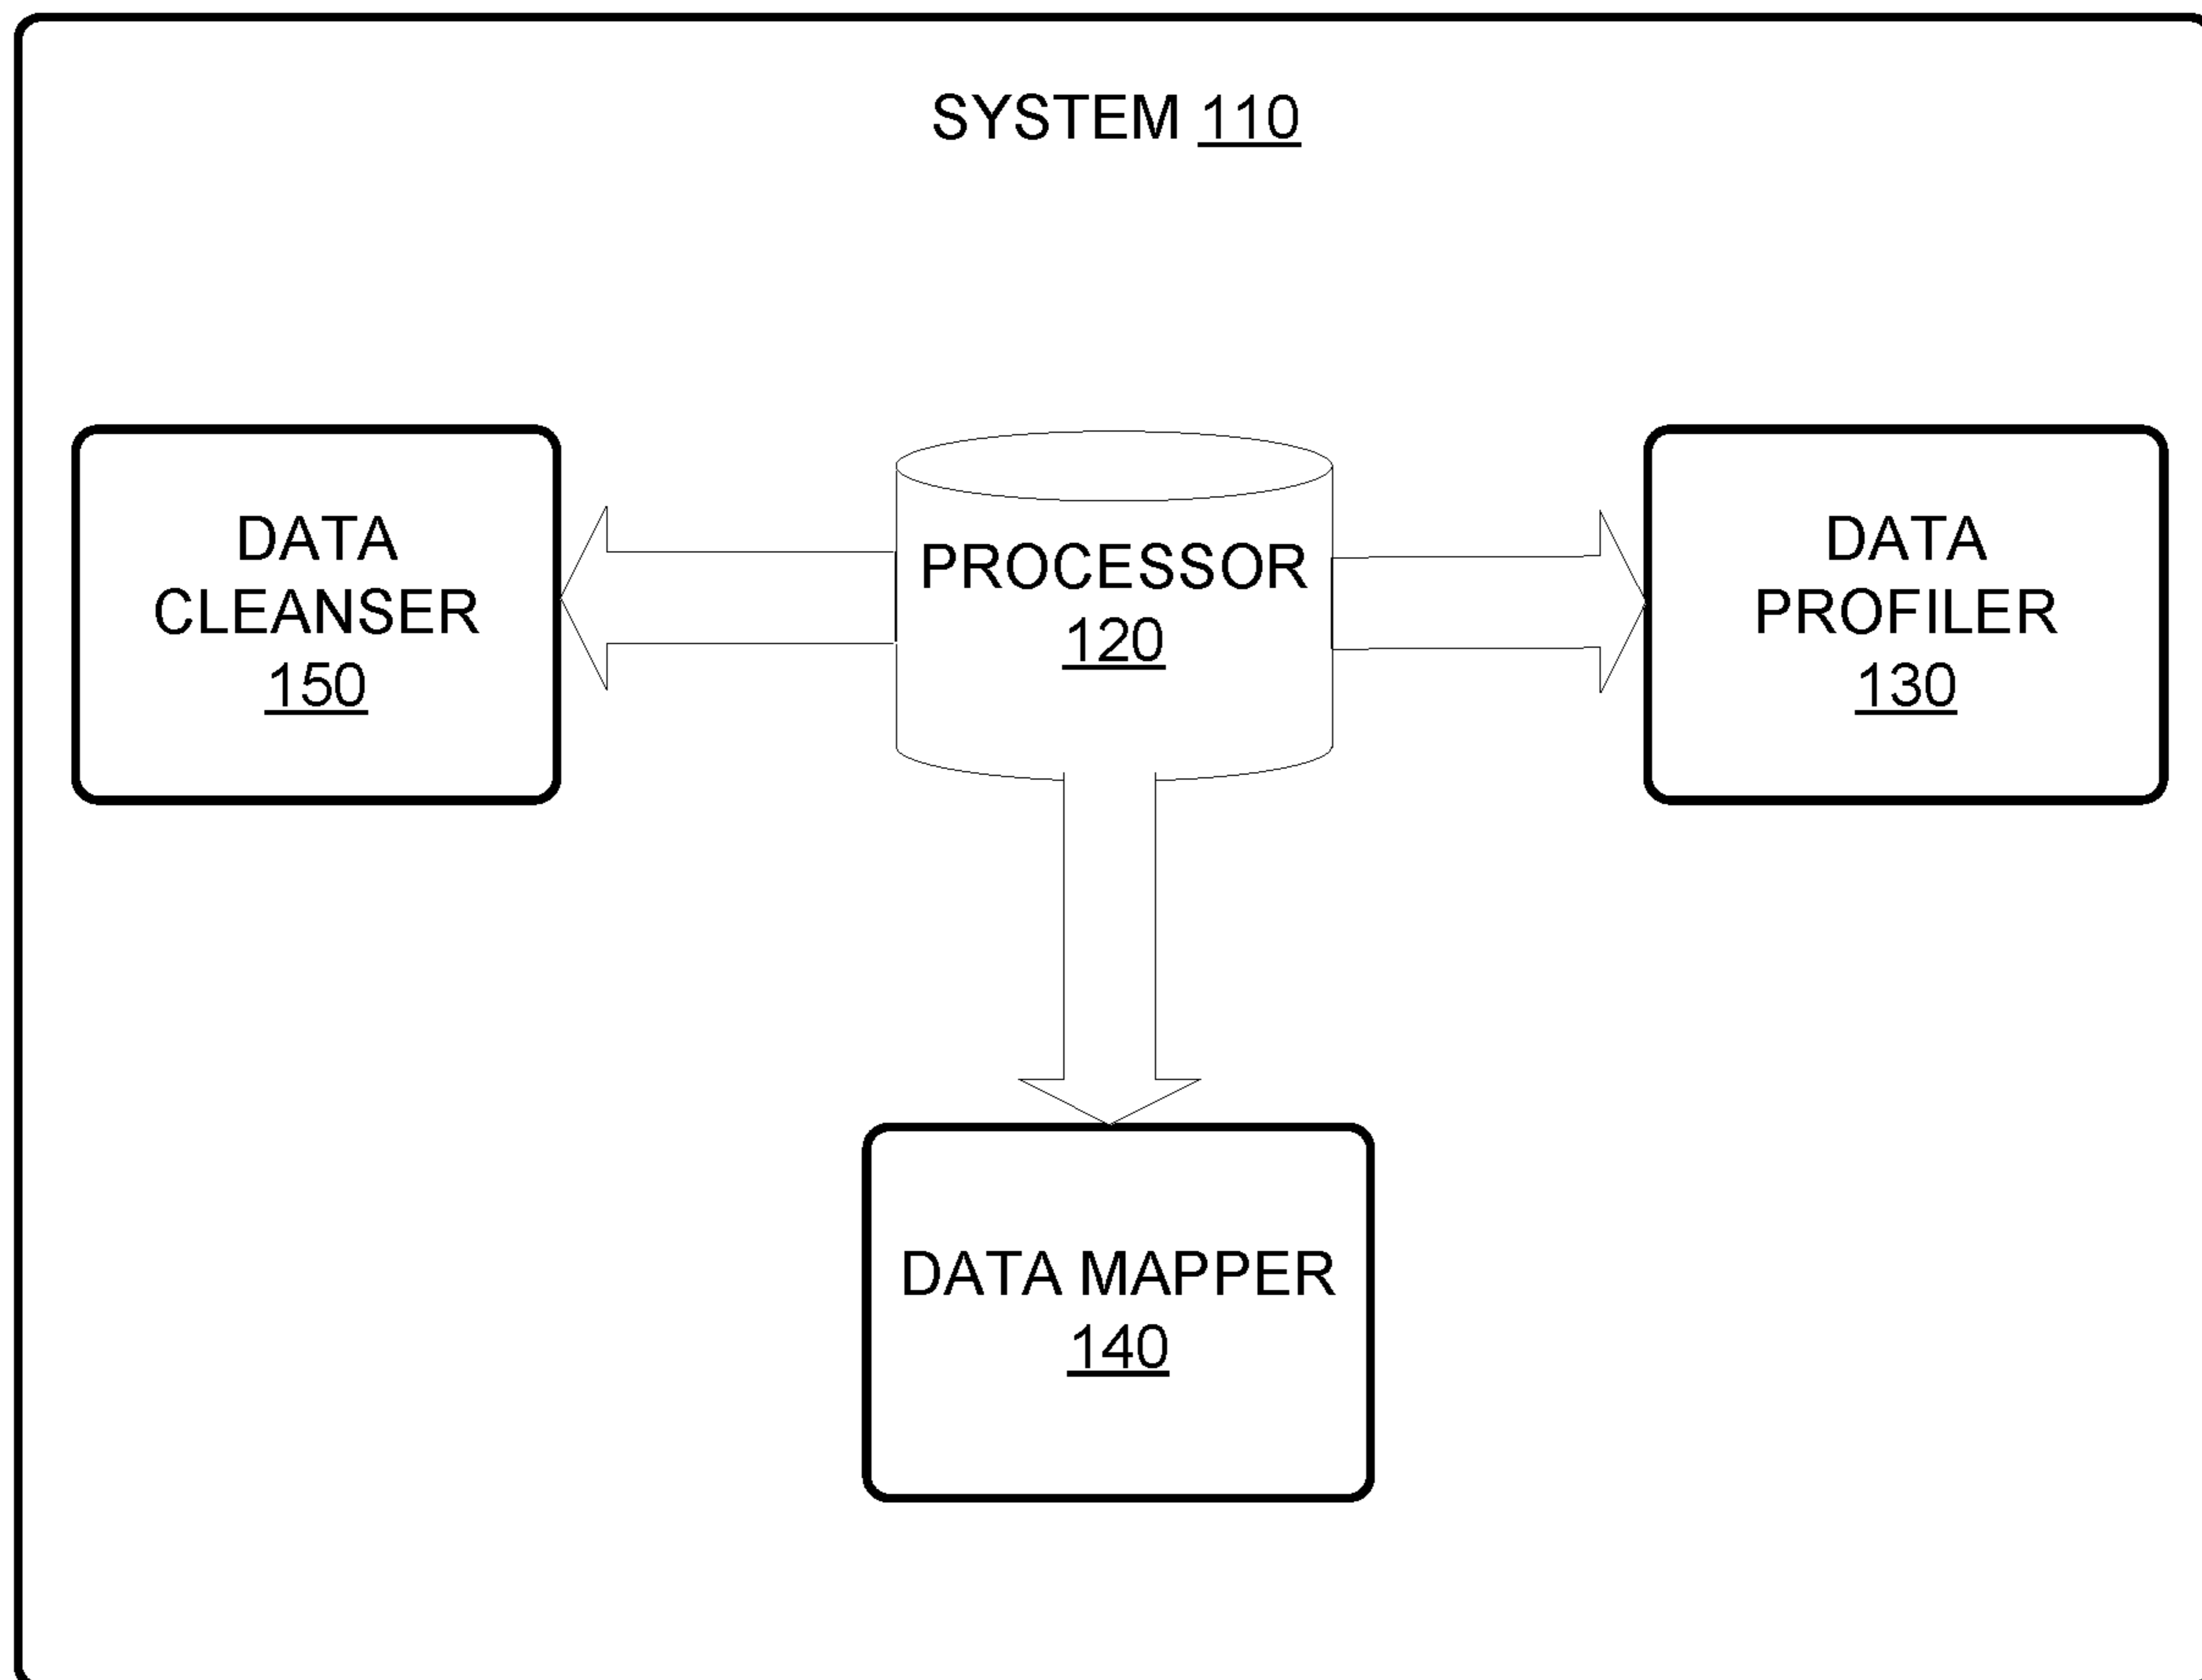 SYSTEM 110
DATA
CLEANSER
150
PROCESSOR
120
DATA
PROFILER
130
DATA MAPPER
140